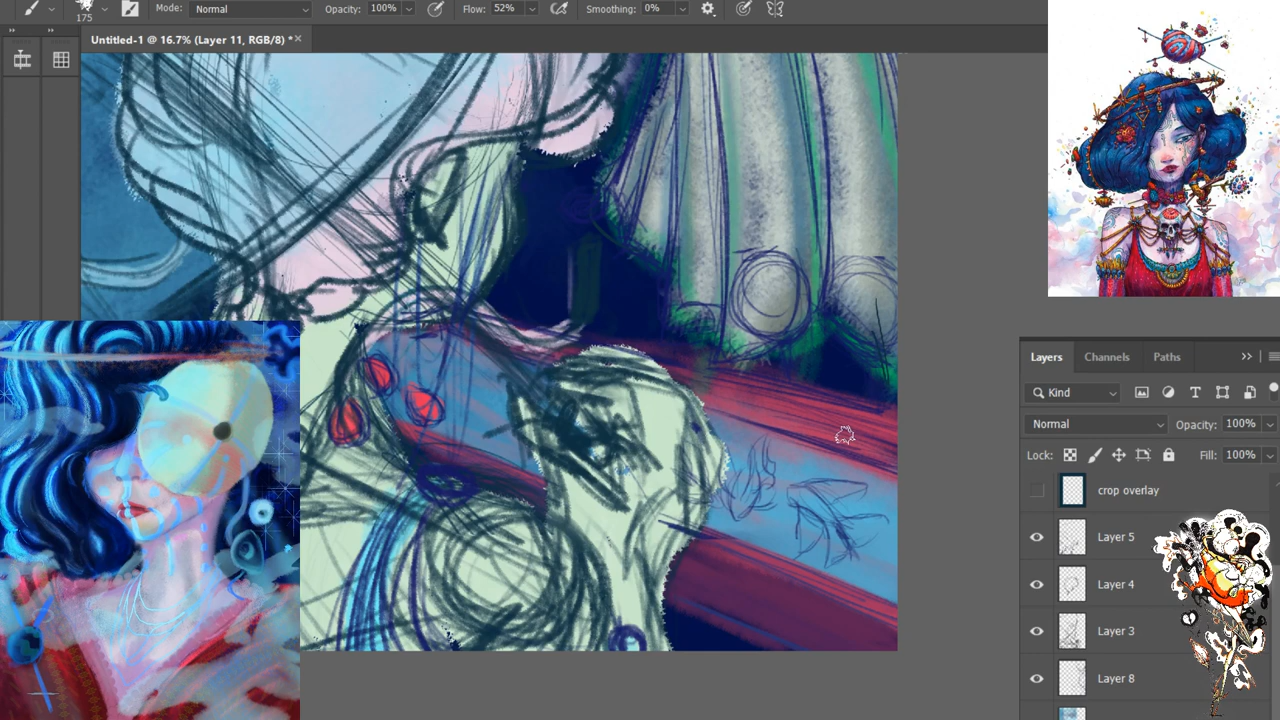 175
Mode: Normal
Opacity: 100%
Flow: 52%
Smoothing: 0%
Untitled-1 @ 16.7% (Layer 11, RGB/8) *
Layers Channels Paths
Kind
Normal Opacity: 100%
Lock: Fill: 100%
crop overlay
Layer 5
Layer 4
Layer 3
Layer 8